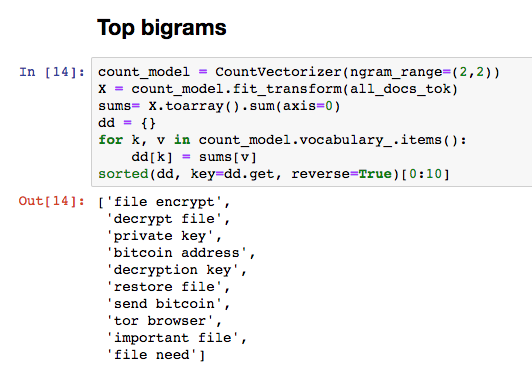 Top bigrams
In [14]: count_model = CountVectorizer(ngram_range=(2,2))
X = count_model.fit_transform(all_docs_tok)
sums= X.toarray().sum(axis=0)
dd = {}
for k, v in count_model.vocabulary_.items():
    dd[k] = sums[v]
sorted(dd, key=dd.get, reverse=True)[0:10]
Out[14]: ['file encrypt',
'decrypt file',
'private key',
'bitcoin address',
'decryption key',
'restore file',
'send bitcoin',
'tor browser',
'important file',
'file need']